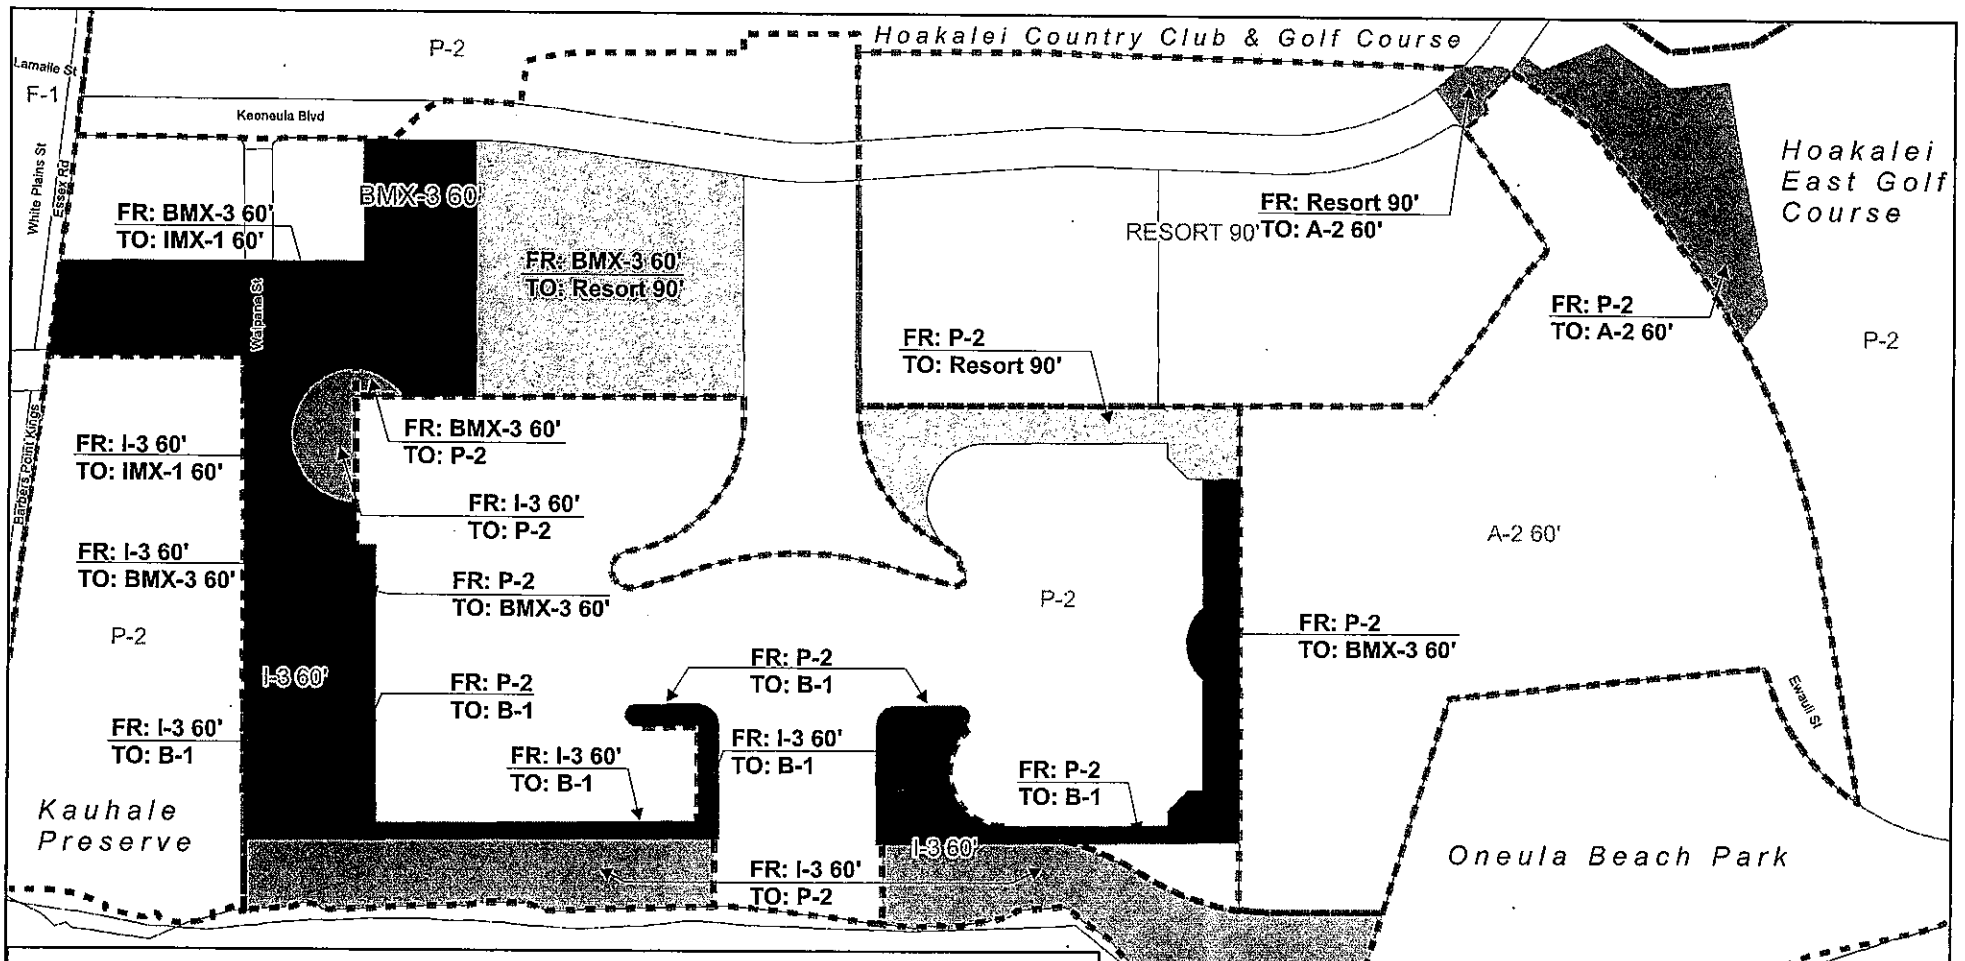 Hoakalei Country Club & Golf Course
P-2
Lamaile St
F-1
Keoneula Blvd
White Plains St
Essex Rd
Hoakalei
East Golf
Course
BMX-3 60'
FR: BMX-3 60'
TO: IMX-1 60'
FR: Resort 90'
TO: A-2 60'
RESORT 90'
FR: BMX-3 60'
TO: Resort 90'
Waipana St
FR: P-2
TO: A-2 60'
FR: P-2
TO: Resort 90'
P-2
FR: BMX-3 60'
TO: P-2
FR: I-3 60'
TO: IMX-1 60'
Barbers Point Kings
FR: I-3 60'
TO: P-2
A-2 60'
FR: I-3 60'
TO: BMX-3 60'
FR: P-2
TO: BMX-3 60'
P-2
P-2
FR: P-2
TO: BMX-3 60'
I-3 60'
FR: P-2
TO: B-1
FR: P-2
TO: B-1
Ewauli St
FR: I-3 60'
TO: B-1
FR: I-3 60'
TO: B-1
FR: I-3 60'
TO: B-1
FR: P-2
TO: B-1
Kauhale
Preserve
I-3 60'
Oneula Beach Park
FR: I-3 60'
TO: P-2